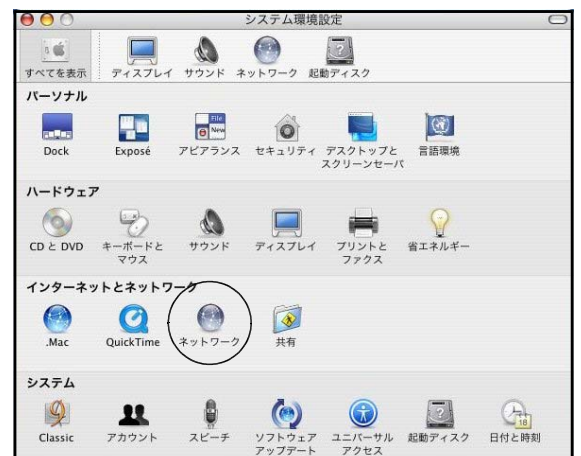 システム環境設定
すべてを表示 ディスプレイ サウンド ネットワーク 起動ディスク
パーソナル
Dock Exposé アピアランス セキュリティ デスクトップと 言語環境
スクリーンセーバ
File
New
ハードウェア
CD と DVD キーボードと サウンド ディスプレイ プリントと 省エネルギー
マウス ファクス
インターネットとネットワーク
.Mac QuickTime ネットワーク 共有
システム
18
Classic アカウント スピーチ ソフトウェア ユニバーサル 起動ディスク 日付と時刻
アップデート アクセス